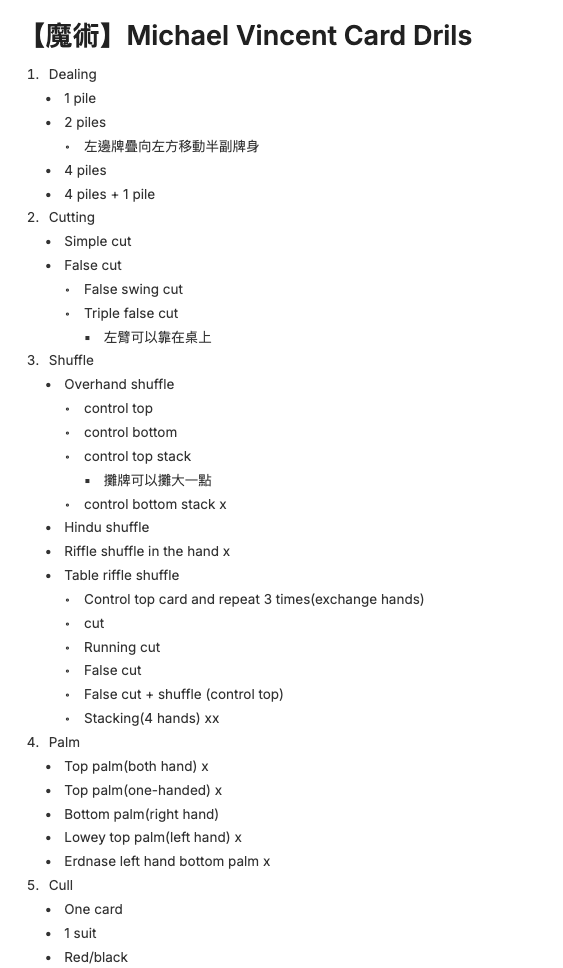 【魔術】Michael Vincent Card Drils
1. Dealing
• 1 pile
• 2 piles
◦ 左邊牌疊向左方移動半副牌身
• 4 piles
• 4 piles + 1 pile
2. Cutting
• Simple cut
• False cut
◦ False swing cut
◦ Triple false cut
▪ 左臂可以靠在桌上
3. Shuffle
• Overhand shuffle
◦ control top
◦ control bottom
◦ control top stack
▪ 攤牌可以攤大一點
◦ control bottom stack x
• Hindu shuffle
• Riffle shuffle in the hand x
• Table riffle shuffle
◦ Control top card and repeat 3 times(exchange hands)
◦ cut
◦ Running cut
◦ False cut
◦ False cut + shuffle (control top)
◦ Stacking(4 hands) xx
4. Palm
• Top palm(both hand) x
• Top palm(one-handed) x
• Bottom palm(right hand)
• Lowey top palm(left hand) x
• Erdnase left hand bottom palm x
5. Cull
• One card
• 1 suit
• Red/black